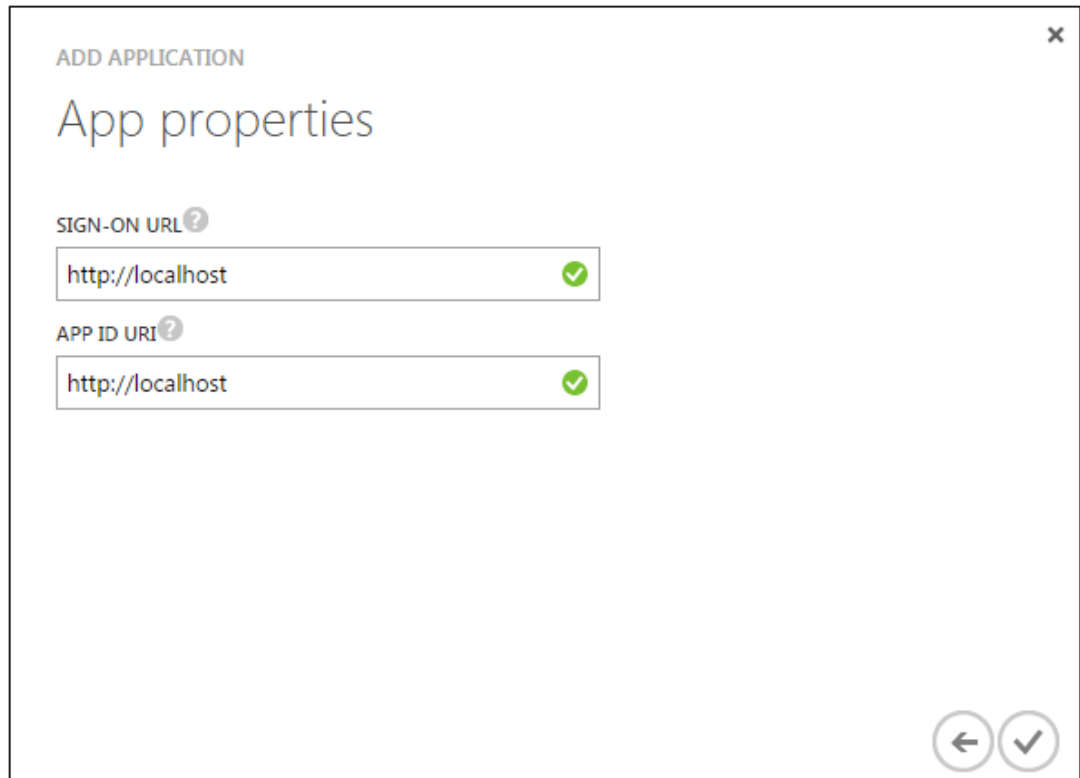 ADD APPLICATION
App properties
SIGN-ON URL ?
http://localhost
APP ID URI ?
http://localhost